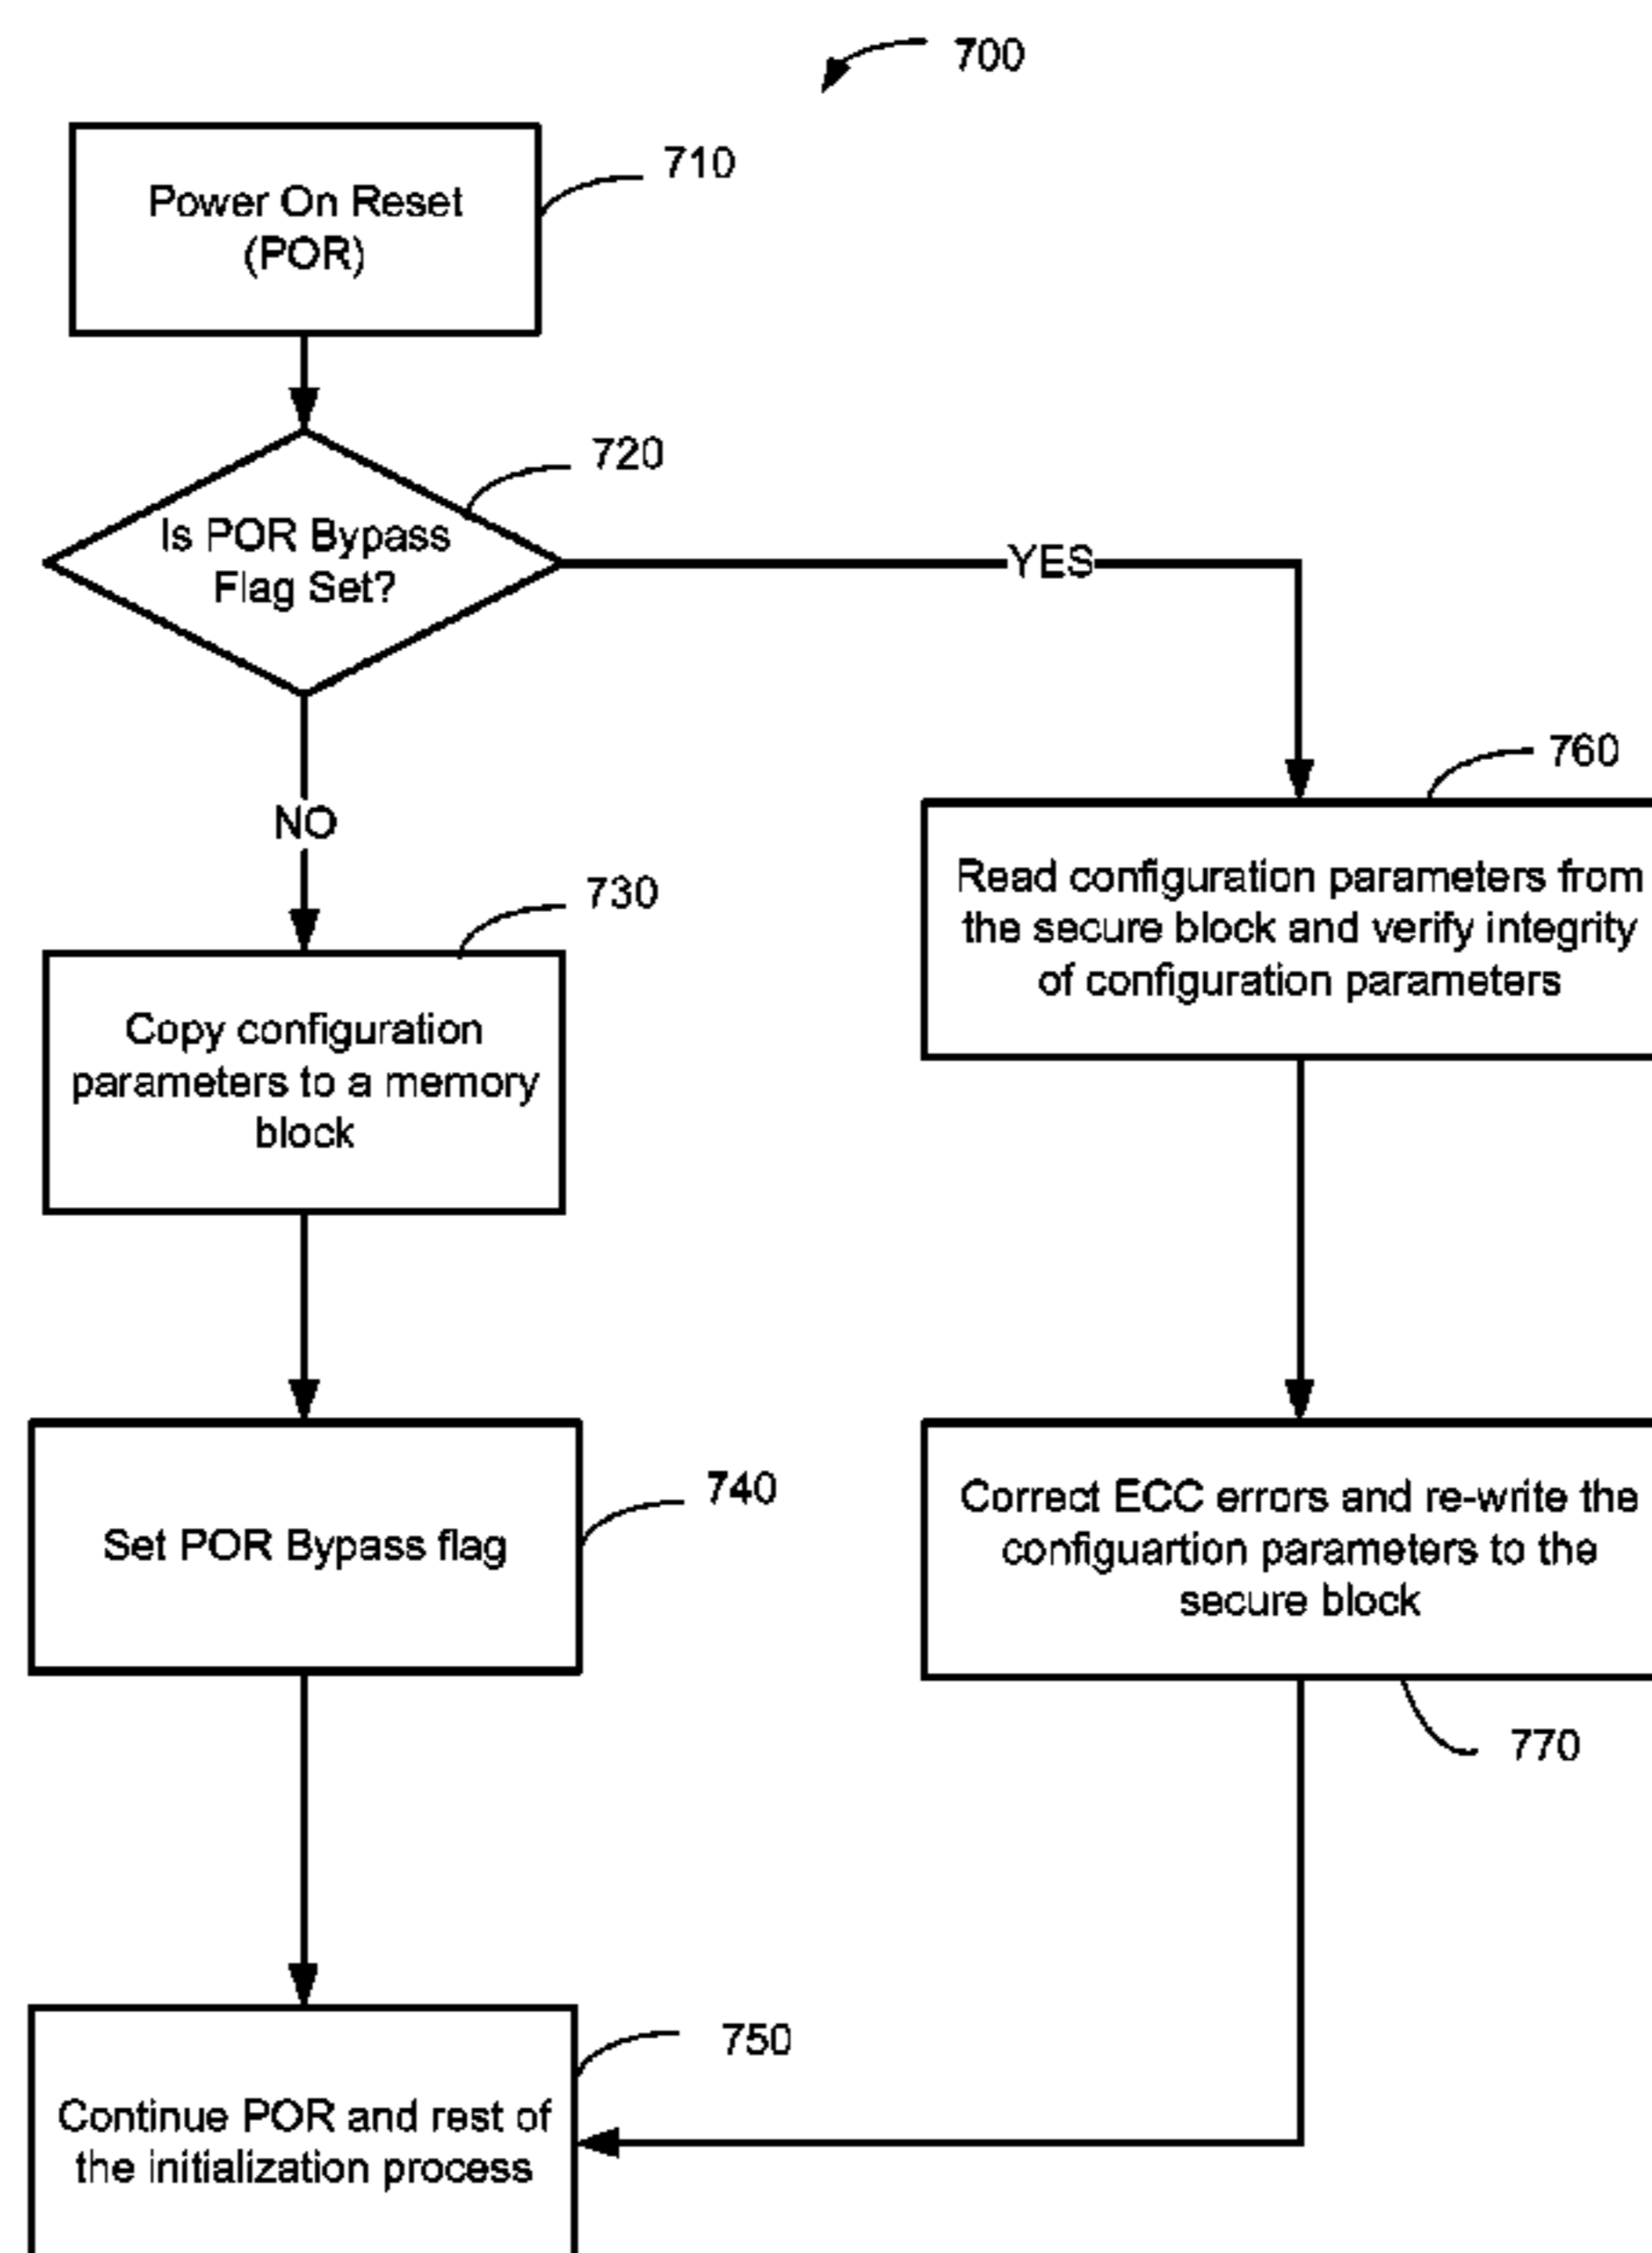 700
Power On Reset
(POR)
710
Is POR Bypass
Flag Set?
720
YES
NO
730
Copy configuration
parameters to a memory
block
760
Read configuration parameters from
the secure block and verify integrity
of configuration parameters
Set POR Bypass flag
740
Correct ECC errors and re-write the
configuartion parameters to the
secure block
770
750
Continue POR and rest of
the initialization process